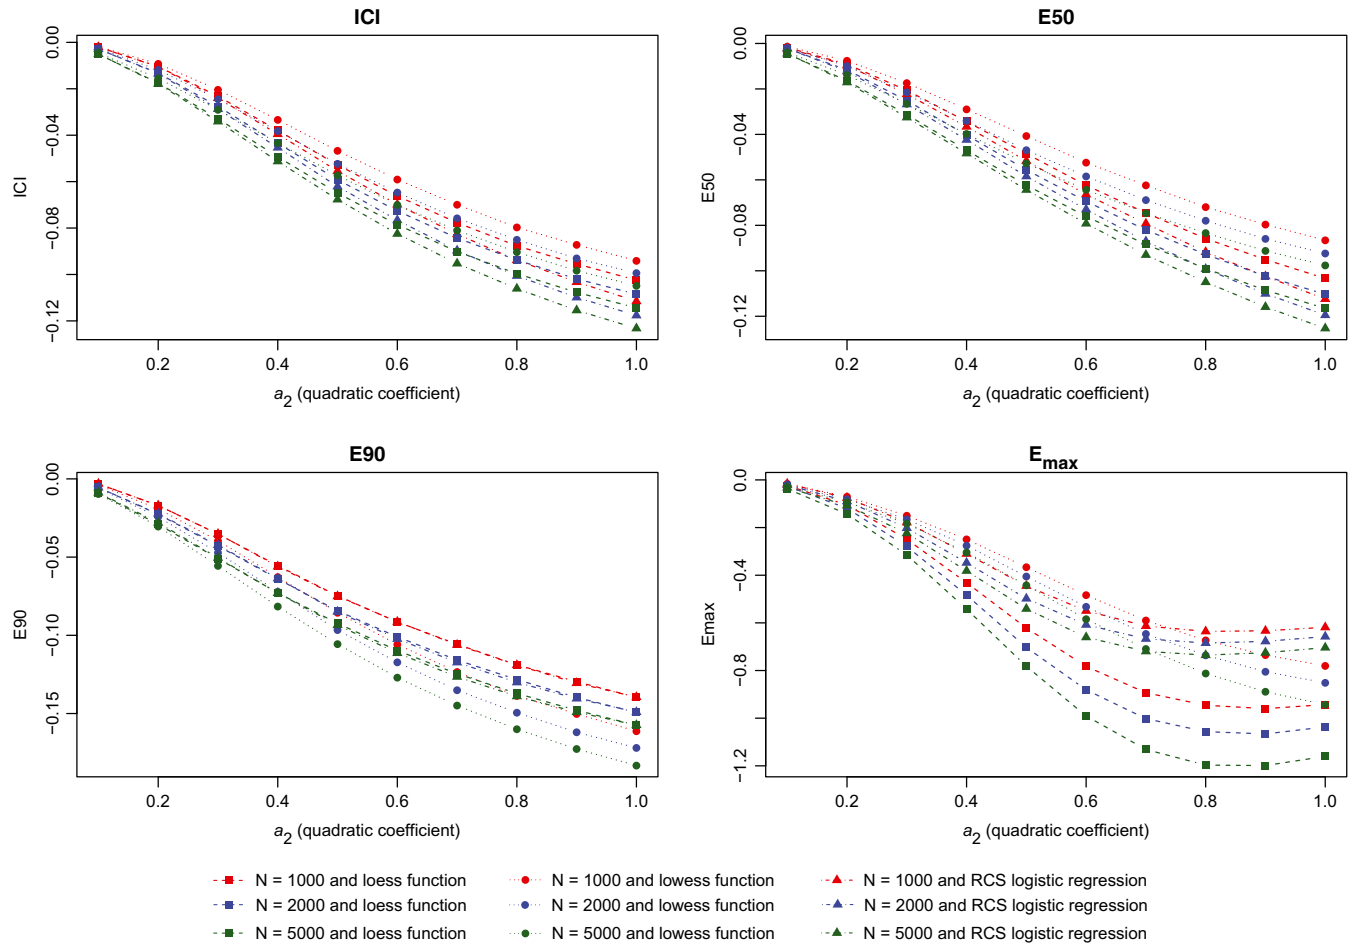 ICI
0.00
−0.04
−0.08
−0.12
ICI
0.2 0.4 0.6 0.8 1.0
a2 (quadratic coefficient)
E50
0.00
−0.04
−0.08
−0.12
E50
0.2 0.4 0.6 0.8 1.0
a2 (quadratic coefficient)
E90
0.00
−0.05
−0.10
−0.15
E90
0.2 0.4 0.6 0.8 1.0
a2 (quadratic coefficient)
Emax
0.0
−0.4
−0.8
−1.2
Emax
0.2 0.4 0.6 0.8 1.0
a2 (quadratic coefficient)
N = 1000 and loess function
N = 2000 and loess function
N = 5000 and loess function
N = 1000 and lowess function
N = 2000 and lowess function
N = 5000 and lowess function
N = 1000 and RCS logistic regression
N = 2000 and RCS logistic regression
N = 5000 and RCS logistic regression